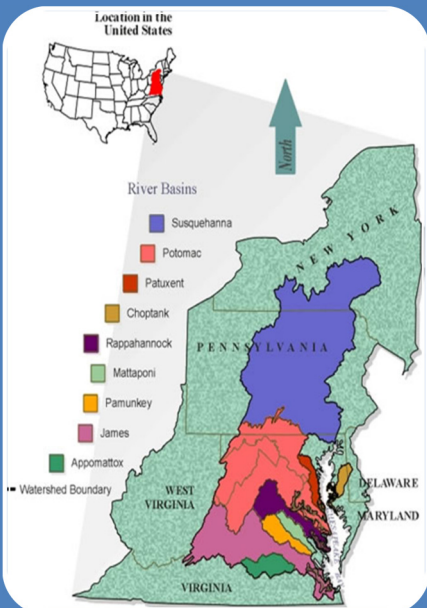 Location in the
United States
North
River Basins
Susquehanna
Potomac
Patuxent
Choptank
Rappahannock
Mattaponi
Pamunkey
James
Appomattox
Watershed Boundary
NEW YORK
PENNSYLVANIA
WEST
VIRGINIA
DELAWARE
MARYLAND
VIRGINIA